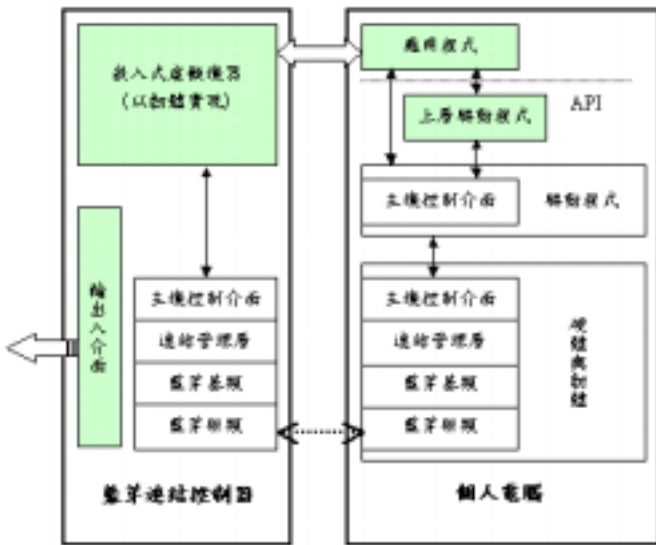 嵌入式虛擬機器
(以韌體實現)
輸出入介面
主機控制介面
連結管理層
藍芽基頻
藍芽射頻
藍芽連結控制器
應用程式
API
上層驅動程式
主機控制介面
驅動程式
主機控制介面
連結管理層
藍芽基頻
藍芽射頻
硬體與韌體
個人電腦